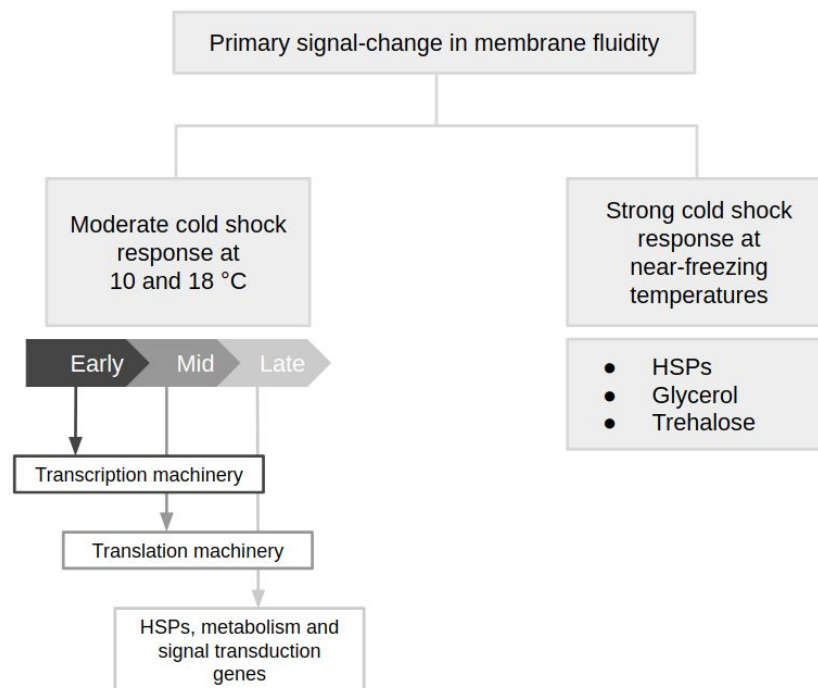 Primary signal-change in membrane fluidity
Moderate cold shock
response at
10 and 18 °C
Strong cold shock
response at
near-freezing
temperatures
Early
Mid
Late
● HSPs
● Glycerol
● Trehalose
Transcription machinery
Translation machinery
HSPs, metabolism and
signal transduction
genes